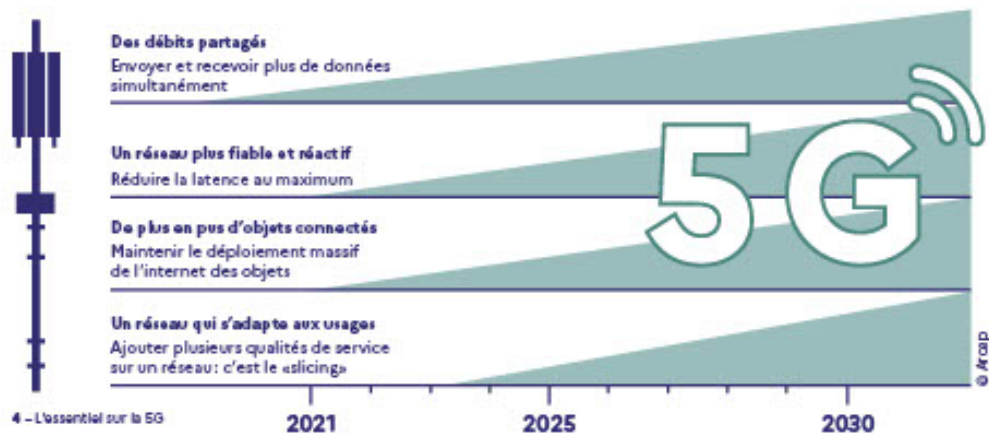 Des débits partagés
Envoyer et recevoir plus de données
simultanément
Un réseau plus fiable et réactif
Réduire la latence au maximum
De plus en pus d'objets connectés
Maintenir le déploiement massif
de l'internet des objets
Un réseau qui s'adapte aux usages
Ajouter plusieurs qualités de service
sur un réseau : c'est le «slicing»
5G
© Arcep
2021 2025 2030
4 – L'essentiel sur la 5G